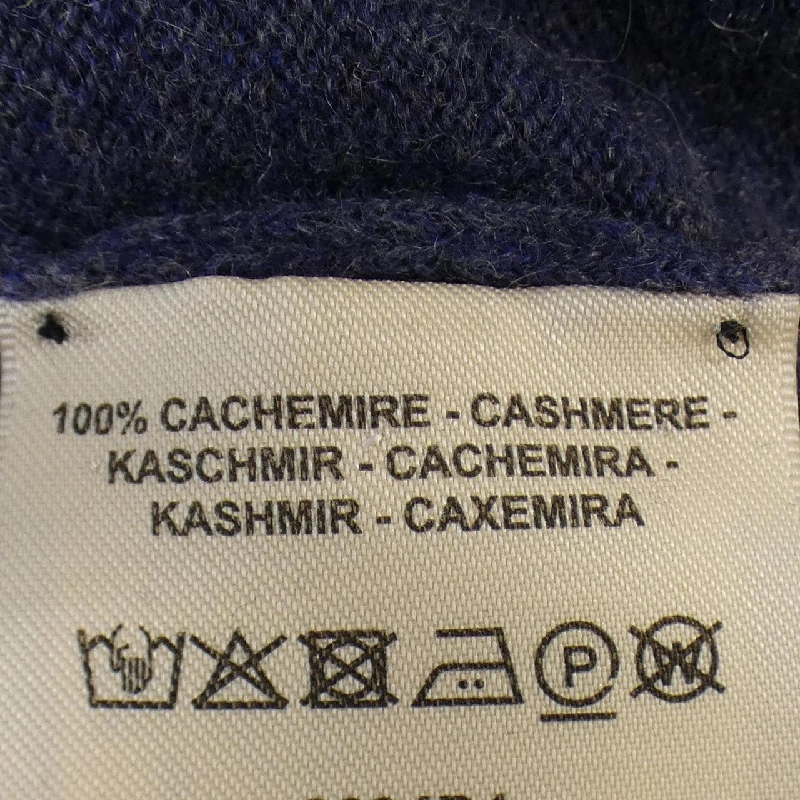 100% CACHEMIRE - CASHMERE -
KASCHMIR - CACHEMIRA -
KASHMIR - CAXEMIRA
P W